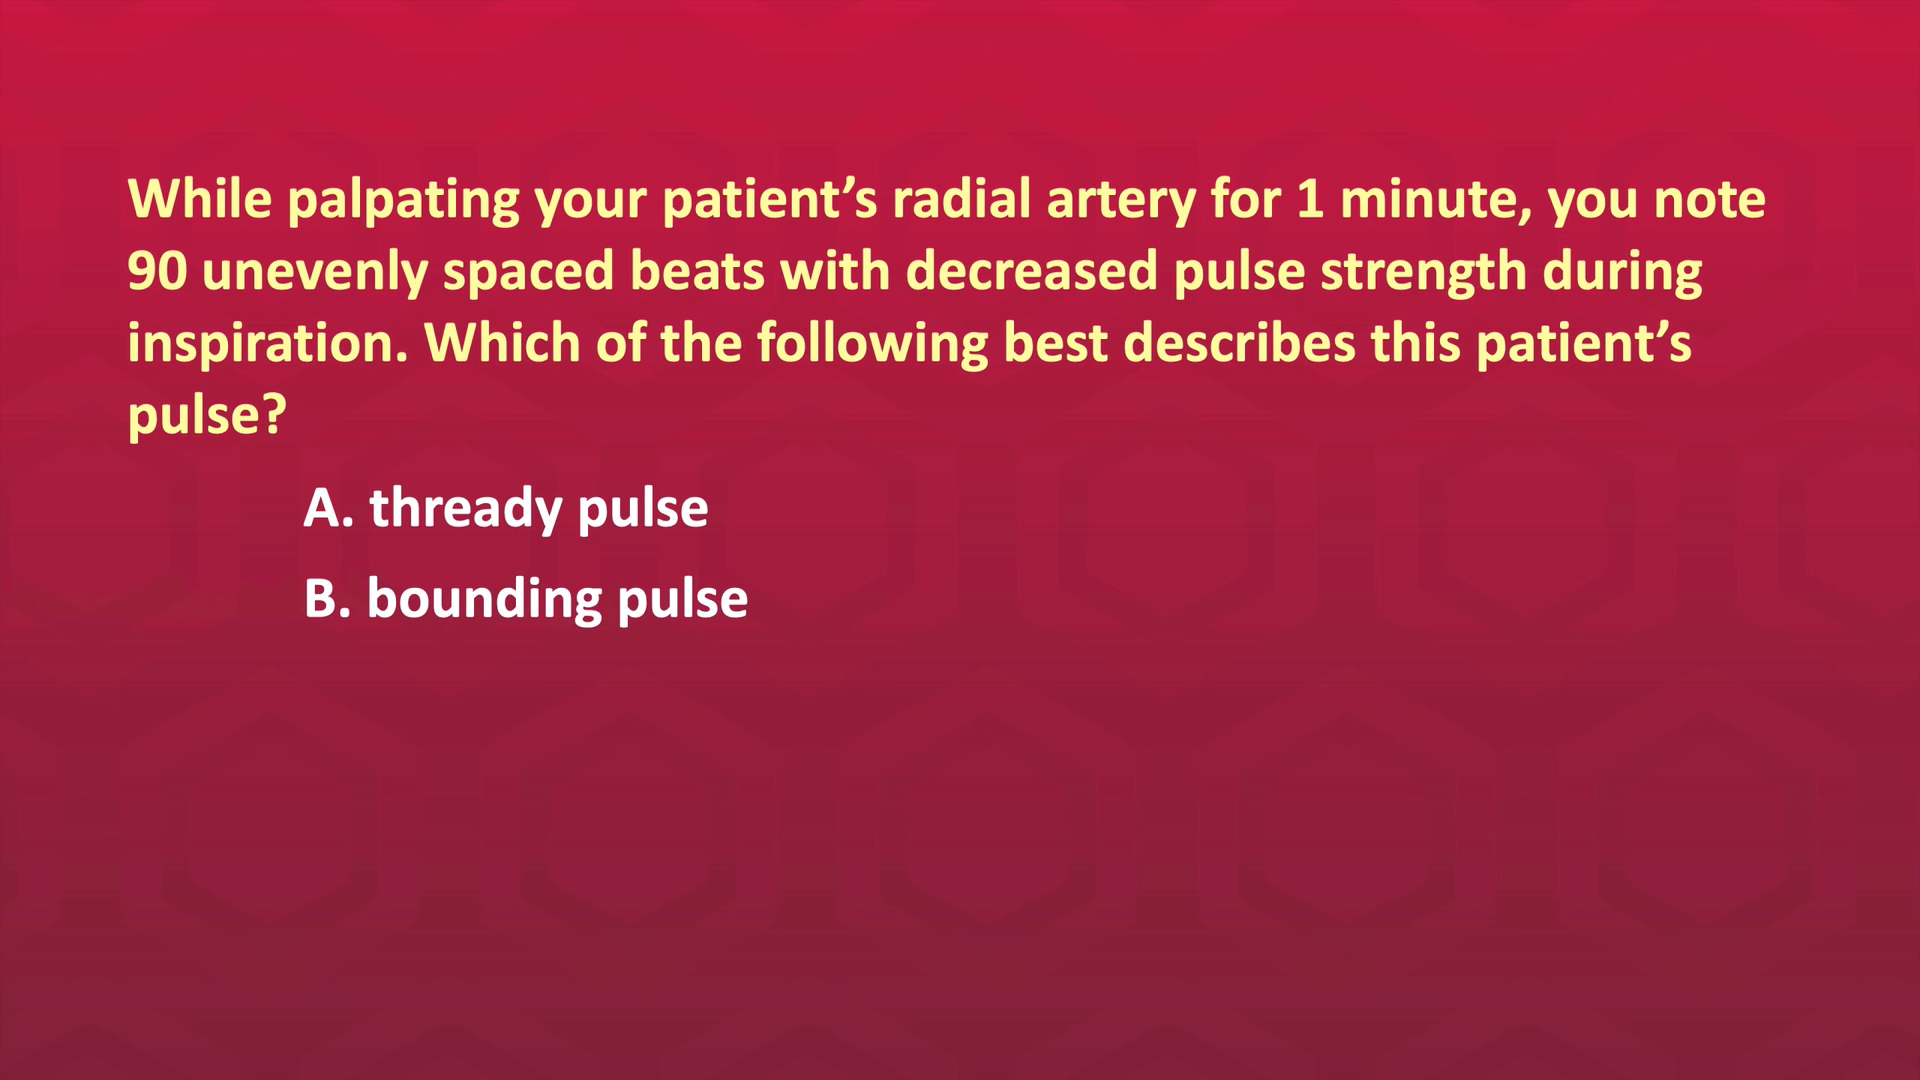 While palpating your patient’s radial artery for 1 minute, you note
90 unevenly spaced beats with decreased pulse strength during
inspiration. Which of the following best describes this patient’s
pulse?
A. thready pulse
B. bounding pulse